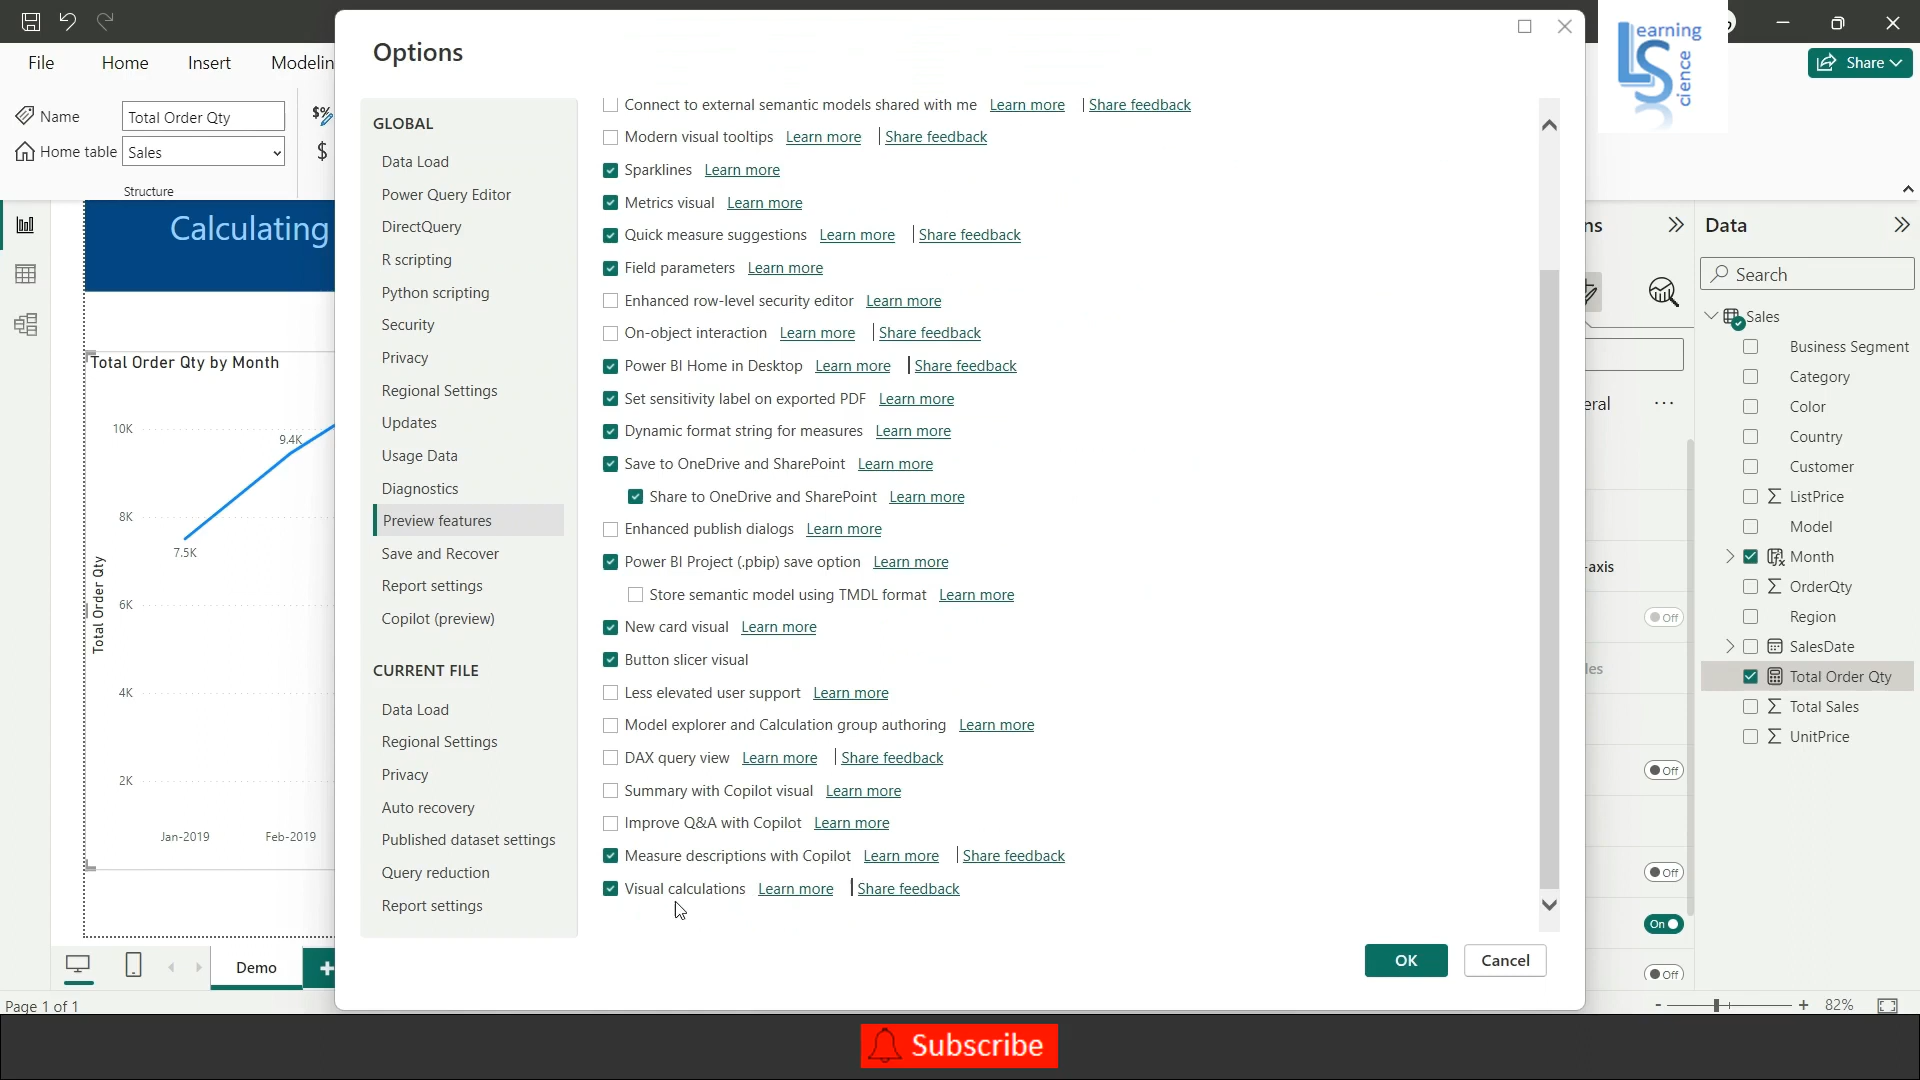 Options
File
Home
Insert
Modelin
Share
Learning
Science
Name
Total Order Qty
Home table
Sales
Structure
Calculating
Total Order Qty by Month
Total Order Qty
10K
8K
6K
4K
2K
7.5K
9.4K
Jan-2019
Feb-2019
Demo
Page 1 of 1
GLOBAL
Data Load
Power Query Editor
DirectQuery
R scripting
Python scripting
Security
Privacy
Regional Settings
Updates
Usage Data
Diagnostics
Preview features
Save and Recover
Report settings
Copilot (preview)
CURRENT FILE
Data Load
Regional Settings
Privacy
Auto recovery
Published dataset settings
Query reduction
Report settings
Connect to external semantic models shared with me Learn more Share feedback
Modern visual tooltips Learn more Share feedback
Sparklines Learn more
Metrics visual Learn more
Quick measure suggestions Learn more Share feedback
Field parameters Learn more
Enhanced row-level security editor Learn more
On-object interaction Learn more Share feedback
Power BI Home in Desktop Learn more Share feedback
Set sensitivity label on exported PDF Learn more
Dynamic format string for measures Learn more
Save to OneDrive and SharePoint Learn more
Share to OneDrive and SharePoint Learn more
Enhanced publish dialogs Learn more
Power BI Project (.pbip) save option Learn more
Store semantic model using TMDL format Learn more
New card visual Learn more
Button slicer visual
Less elevated user support Learn more
Model explorer and Calculation group authoring Learn more
DAX query view Learn more Share feedback
Summary with Copilot visual Learn more
Improve Q&A with Copilot Learn more
Measure descriptions with Copilot Learn more Share feedback
Visual calculations Learn more Share feedback
OK
Cancel
ns
eral
-axis
Off
les
Off
Off
On
Off
Data
Search
Sales
Business Segment
Category
Color
Country
Customer
ListPrice
Model
Month
OrderQty
Region
SalesDate
Total Order Qty
Total Sales
UnitPrice
- + 82%
Subscribe